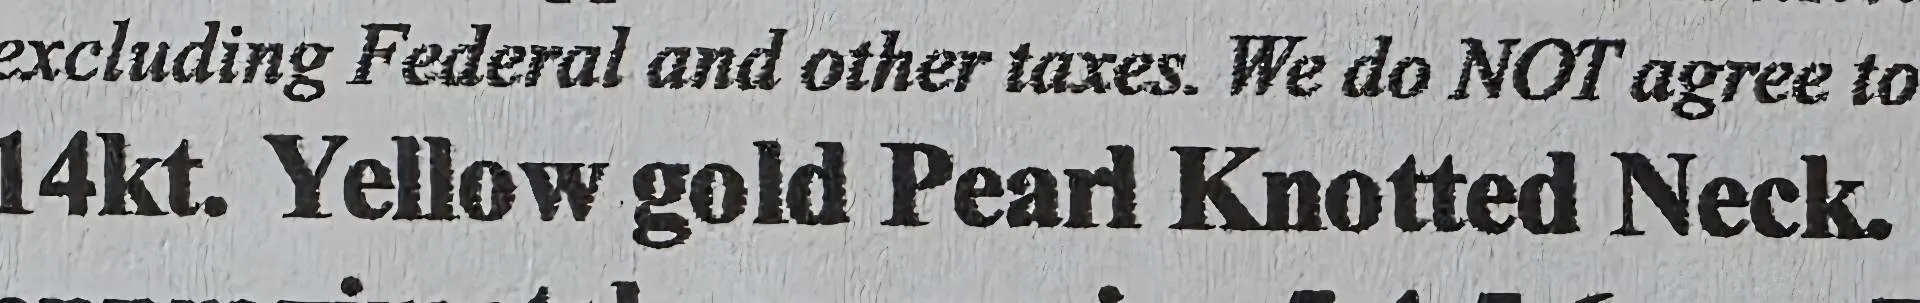 excluding Federal and other taxes. We do NOT agree to
14kt. Yellow gold Pearl Knotted Neck.